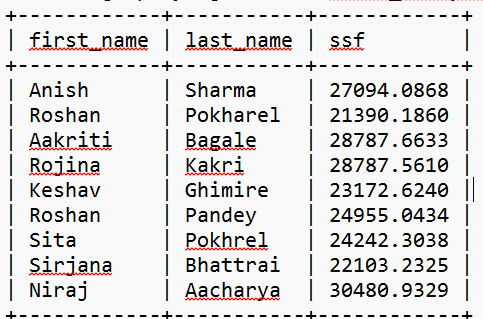 +------------+-----------+------------+
| first_name | last_name | ssf        |
+------------+-----------+------------+
| Anish      | Sharma    | 27094.0868 |
| Roshan     | Pokharel  | 21390.1860 |
| Aakriti    | Bagale    | 28787.6633 |
| Rojina     | Kakri     | 28787.5610 |
| Keshav     | Ghimire   | 23172.6240 |
| Roshan     | Pandey    | 24955.0434 |
| Sita       | Pokhrel   | 24242.3038 |
| Sirjana    | Bhattrai  | 22103.2325 |
| Niraj      | Aacharya  | 30480.9329 |
+------------+-----------+------------+